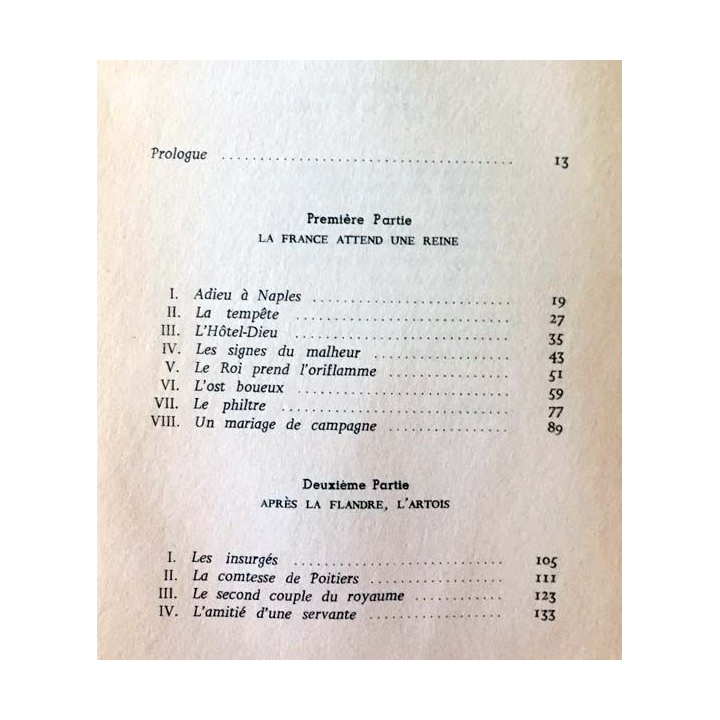 Prologue ..................................... 13
Première Partie
LA FRANCE ATTEND UNE REINE
I. Adieu à Naples ......................... 19
II. La tempête ............................ 27
III. L'Hôtel-Dieu ........................... 35
IV. Les signes du malheur ................... 43
V. Le Roi prend l'oriflamme ................. 51
VI. L'ost boueux ........................... 59
VII. Le philtre ............................. 77
VIII. Un mariage de campagne ................ 89
Deuxième Partie
APRÈS LA FLANDRE, L'ARTOIS
I. Les insurgés ............................ 105
II. La comtesse de Poitiers ................. 111
III. Le second couple du royaume ............ 123
IV. L'amitié d'une servante ................. 133